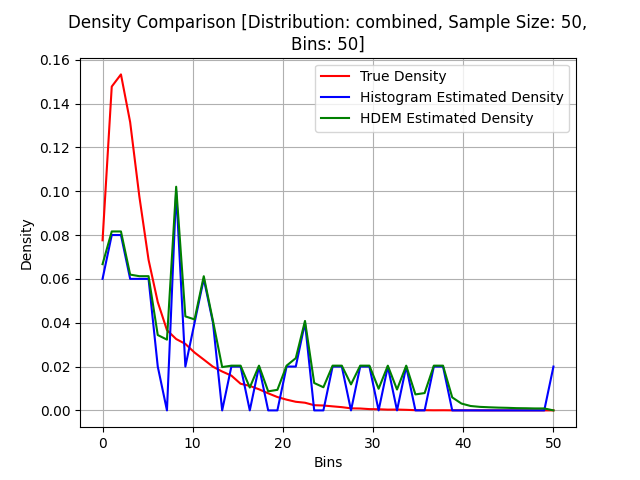 Density Comparison [Distribution: combined, Sample Size: 50,
Bins: 50]
True Density
Histogram Estimated Density
HDEM Estimated Density
Density
0.16
0.14
0.12
0.10
0.08
0.06
0.04
0.02
0.00
0 10 20 30 40 50
Bins